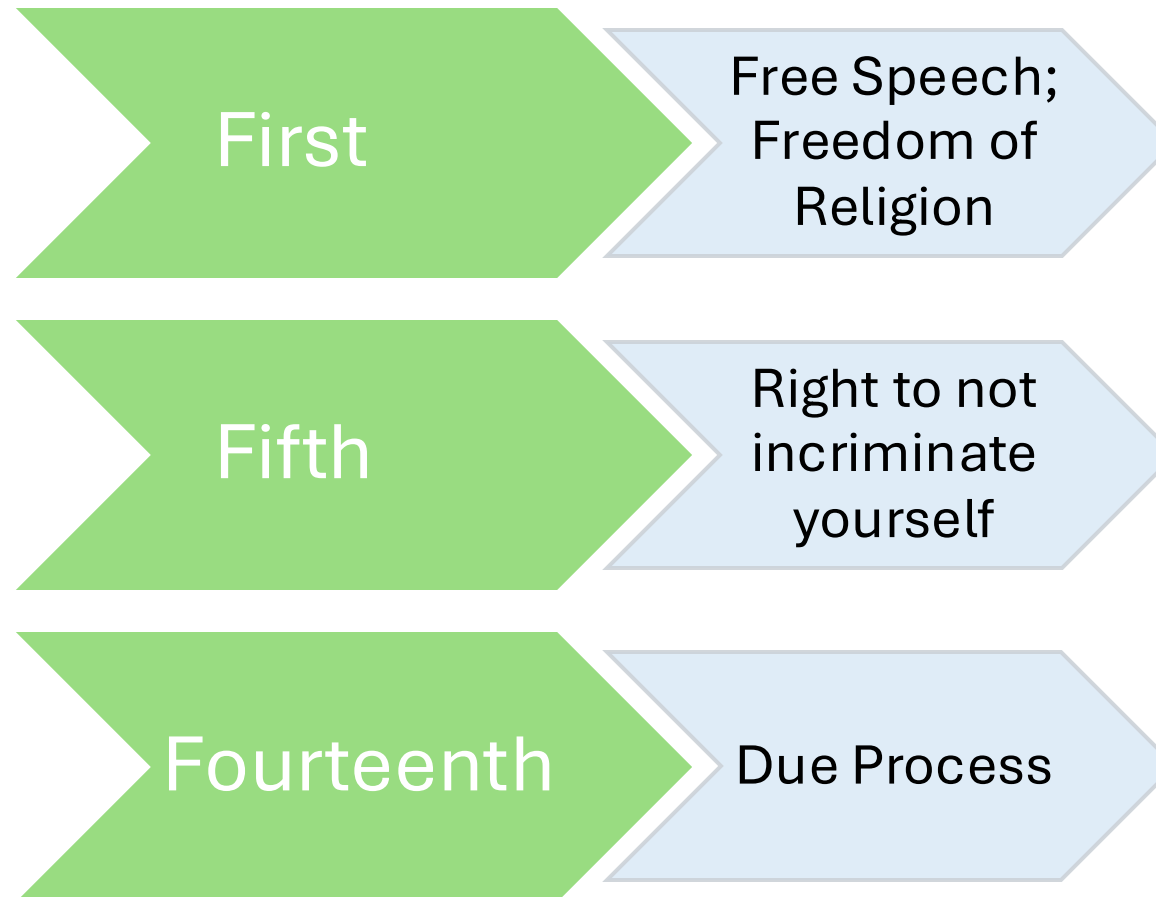 First
Free Speech;
Freedom of
Religion
Fifth
Right to not
incriminate
yourself
Fourteenth
Due Process